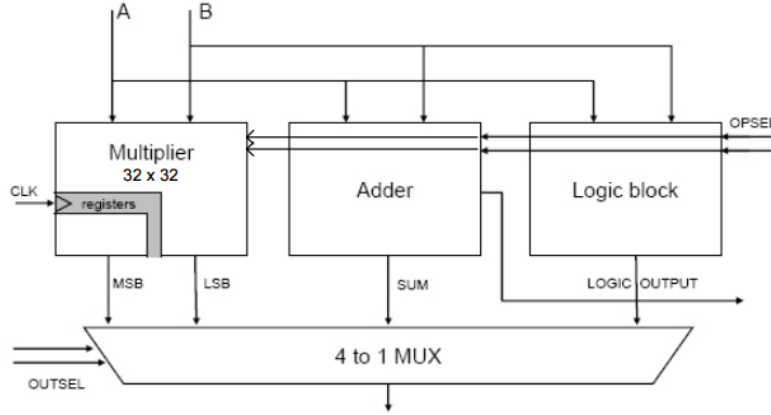 A B
OPSEL
Multiplier
32 x 32
Adder
Logic block
CLK
registers
MSB LSB SUM LOGIC OUTPUT
4 to 1 MUX
OUTSEL